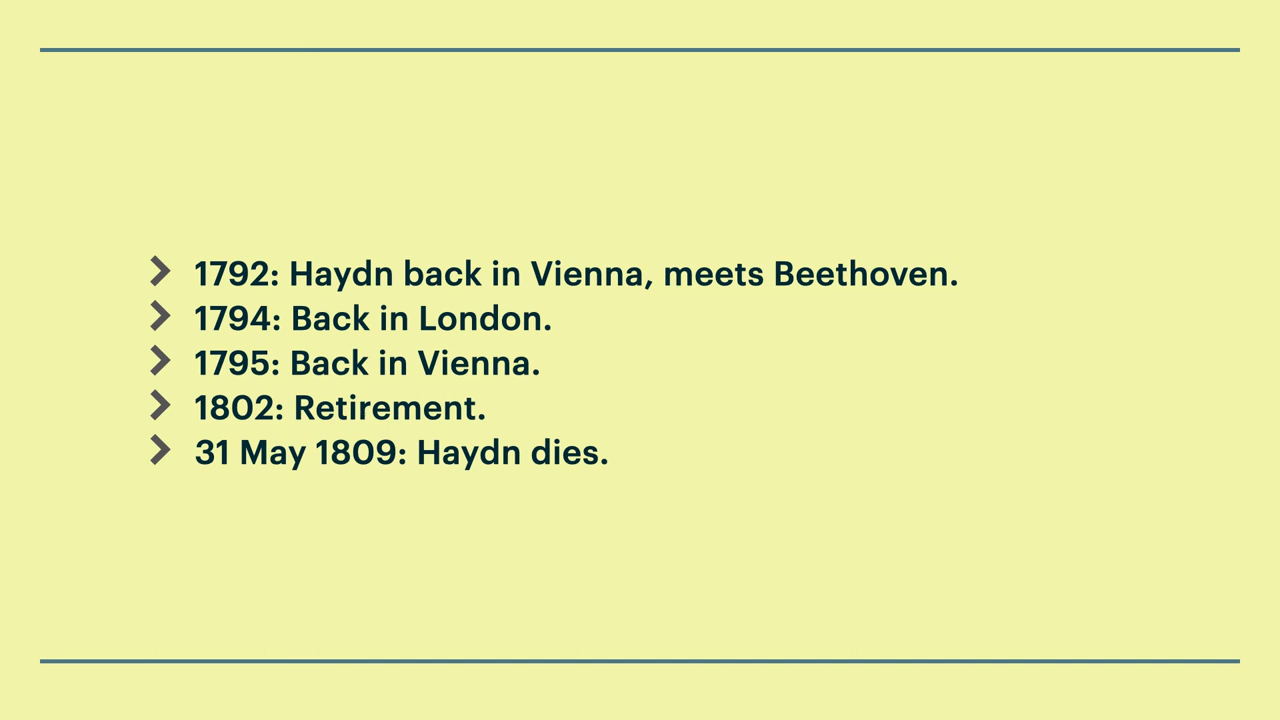 1792: Haydn back in Vienna, meets Beethoven.
1794: Back in London.
1795: Back in Vienna.
1802: Retirement.
31 May 1809: Haydn dies.